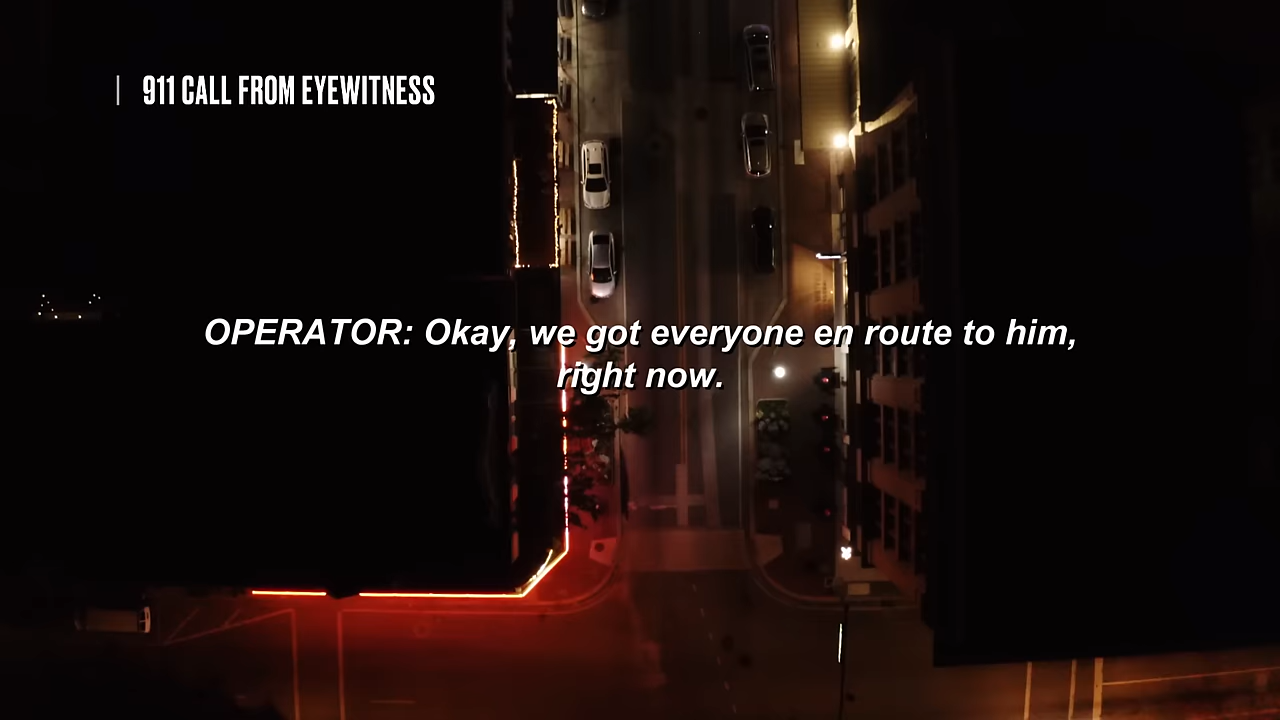 911 CALL FROM EYEWITNESS
OPERATOR: Okay, we got everyone en route to him,
right now.